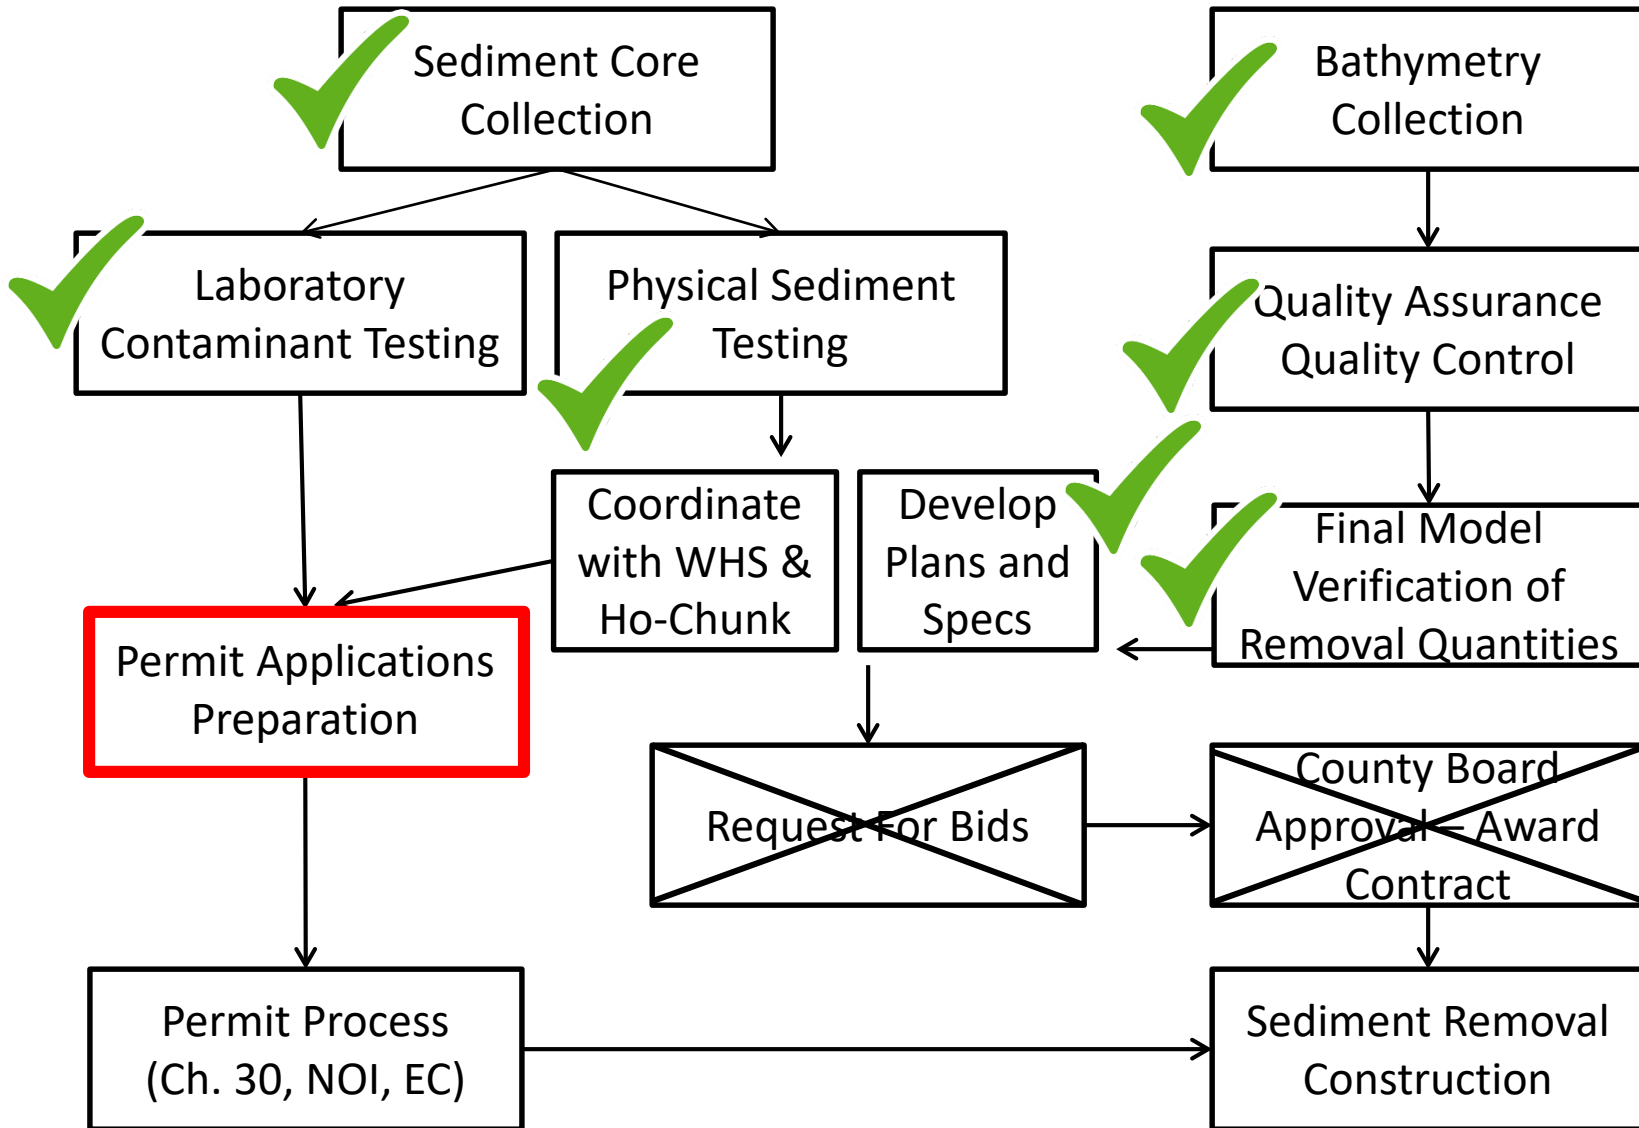 Sediment Core
Collection
Bathymetry
Collection
Laboratory
Contaminant Testing
Physical Sediment
Testing
Quality Assurance
Quality Control
Coordinate
with WHS &
Ho-Chunk
Develop
Plans and
Specs
Final Model
Verification of
Removal Quantities
Permit Applications
Preparation
Request For Bids
County Board
Approval – Award
Contract
Permit Process
(Ch. 30, NOI, EC)
Sediment Removal
Construction